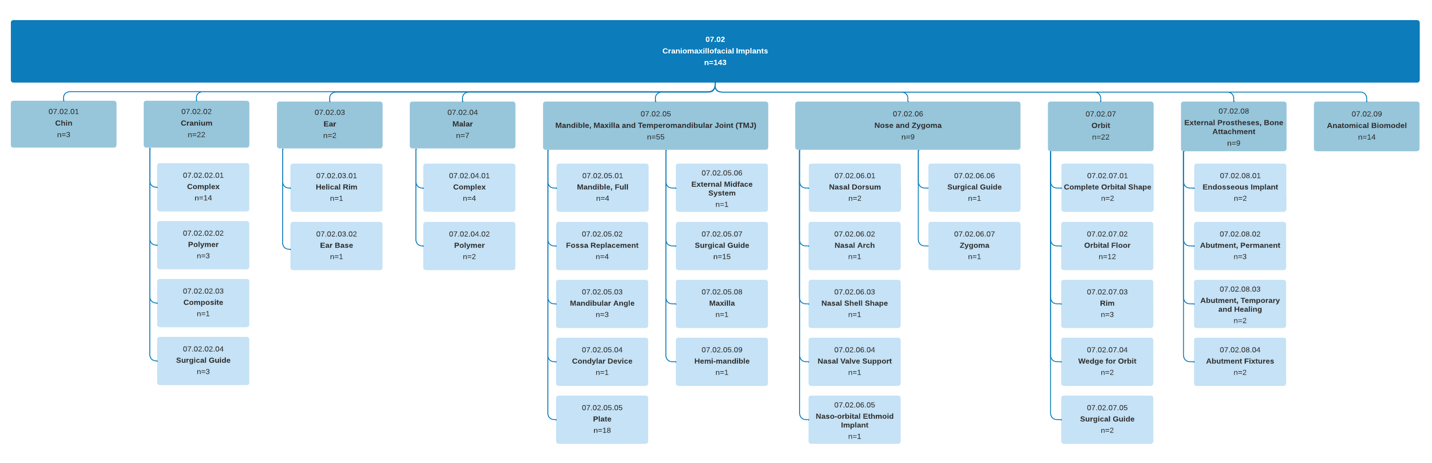 07.02
Craniomaxillofacial Implants
n=143
07.02.01
Chin
n=3
07.02.02
Cranium
n=22
07.02.02.01
Complex
n=14
07.02.02.02
Polymer
n=3
07.02.02.03
Composite
n=1
07.02.02.04
Surgical Guide
n=3
07.02.03
Ear
n=2
07.02.03.01
Helical Rim
n=1
07.02.03.02
Ear Base
n=1
07.02.04
Malar
n=7
07.02.04.01
Complex
n=4
07.02.04.02
Polymer
n=2
07.02.05
Mandible, Maxilla and Temperomandibular Joint (TMJ)
n=55
07.02.05.01
Mandible, Full
n=4
07.02.05.02
Fossa Replacement
n=4
07.02.05.03
Mandibular Angle
n=3
07.02.05.04
Condylar Device
n=1
07.02.05.05
Plate
n=18
07.02.05.06
External Midface
System
n=1
07.02.05.07
Surgical Guide
n=15
07.02.05.08
Maxilla
n=1
07.02.05.09
Hemi-mandible
n=1
07.02.06
Nose and Zygoma
n=9
07.02.06.01
Nasal Dorsum
n=2
07.02.06.02
Nasal Arch
n=1
07.02.06.03
Nasal Shell Shape
n=1
07.02.06.04
Nasal Valve Support
n=1
07.02.06.05
Naso-orbital Ethmoid
Implant
n=1
07.02.06.06
Surgical Guide
n=1
07.02.06.07
Zygoma
n=1
07.02.07
Orbit
n=22
07.02.07.01
Complete Orbital Shape
n=2
07.02.07.02
Orbital Floor
n=12
07.02.07.03
Rim
n=3
07.02.07.04
Wedge for Orbit
n=2
07.02.07.05
Surgical Guide
n=2
07.02.08
External Prostheses, Bone
Attachment
n=9
07.02.08.01
Endosseous Implant
n=2
07.02.08.02
Abutment, Permanent
n=3
07.02.08.03
Abutment, Temporary
and Healing
n=2
07.02.08.04
Abutment Fixtures
n=2
07.02.09
Anatomical Biomodel
n=14